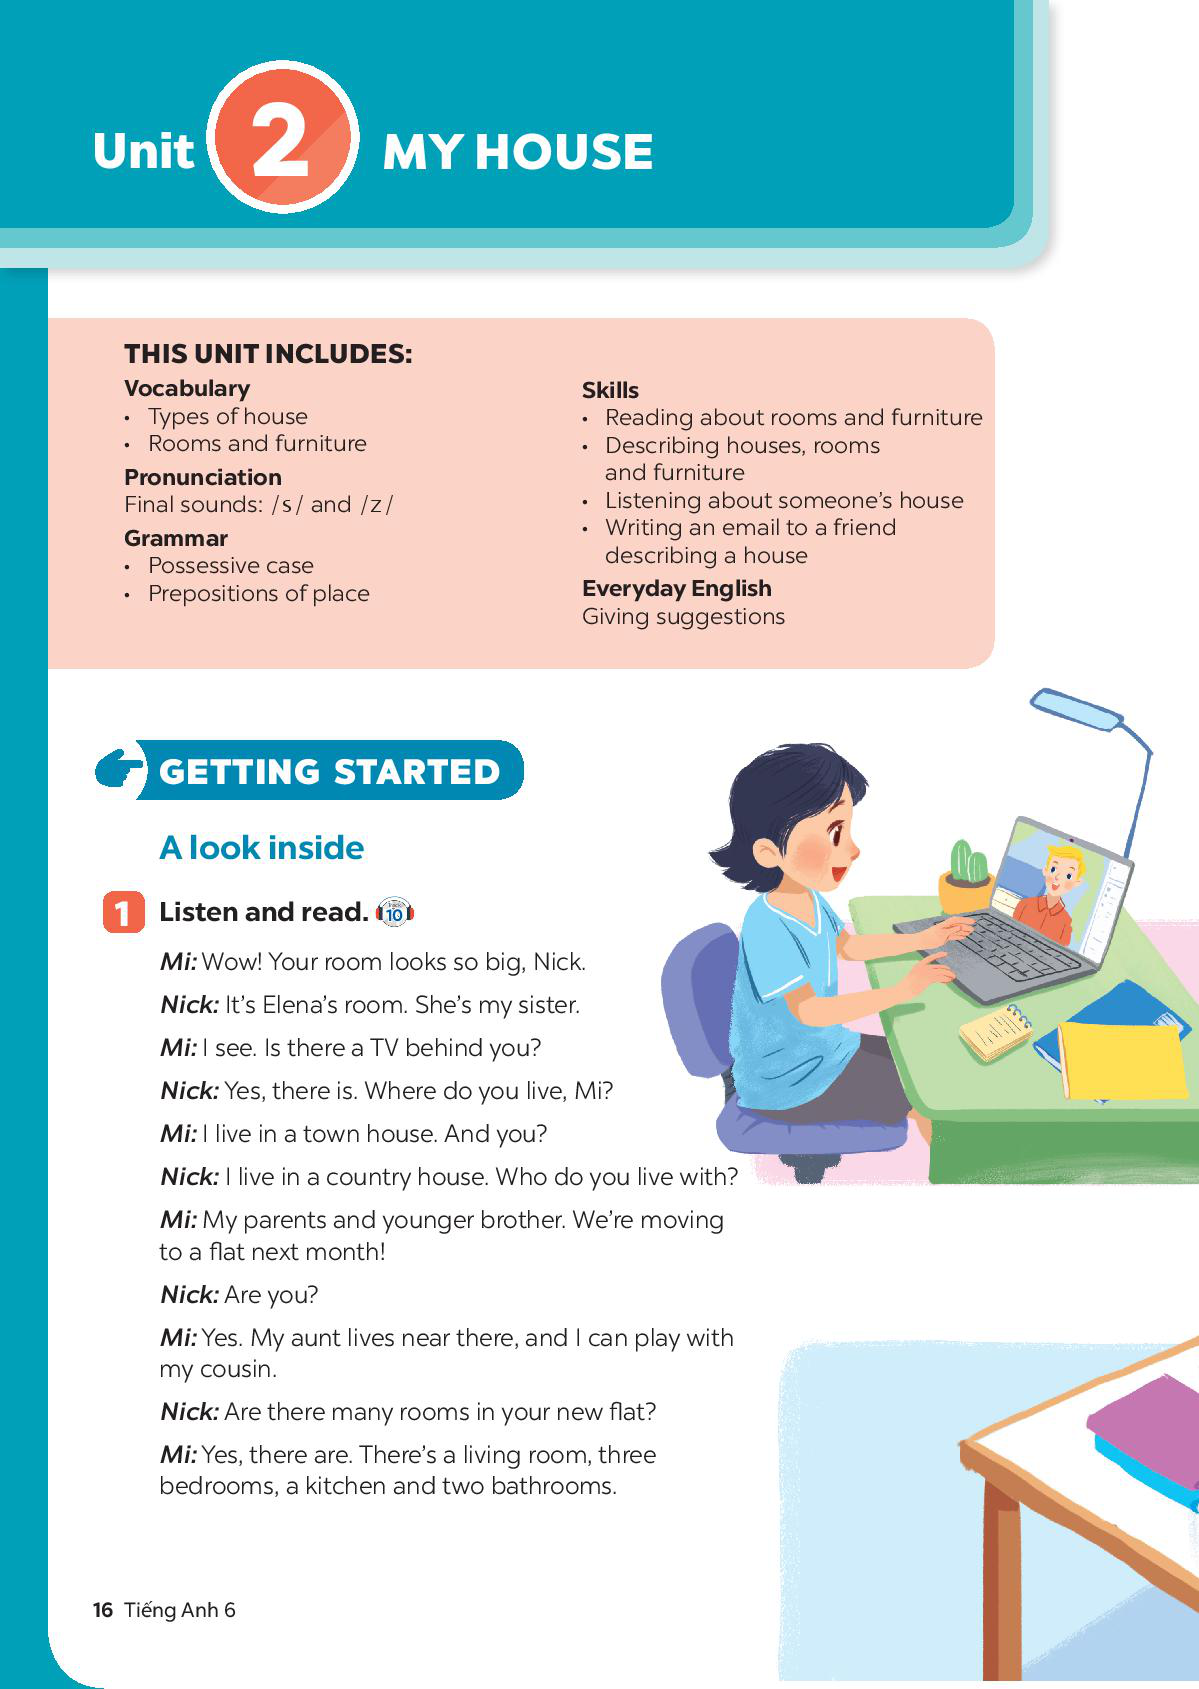 Unit 2 MY HOUSE
THIS UNIT INCLUDES:
Vocabulary
• Types of house
• Rooms and furniture
Pronunciation
Final sounds: /s/ and /z/
Grammar
• Possessive case
• Prepositions of place
Skills
• Reading about rooms and furniture
• Describing houses, rooms
and furniture
• Listening about someone's house
• Writing an email to a friend
describing a house
Everyday English
Giving suggestions
GETTING STARTED
A look inside
1 Listen and read. Track 10
Mi: Wow! Your room looks so big, Nick.
Nick: It's Elena's room. She's my sister.
Mi: I see. Is there a TV behind you?
Nick: Yes, there is. Where do you live, Mi?
Mi: I live in a town house. And you?
Nick: I live in a country house. Who do you live with?
Mi: My parents and younger brother. We're moving
to a flat next month!
Nick: Are you?
Mi: Yes. My aunt lives near there, and I can play with
my cousin.
Nick: Are there many rooms in your new flat?
Mi: Yes, there are. There's a living room, three
bedrooms, a kitchen and two bathrooms.
16 Tiếng Anh 6